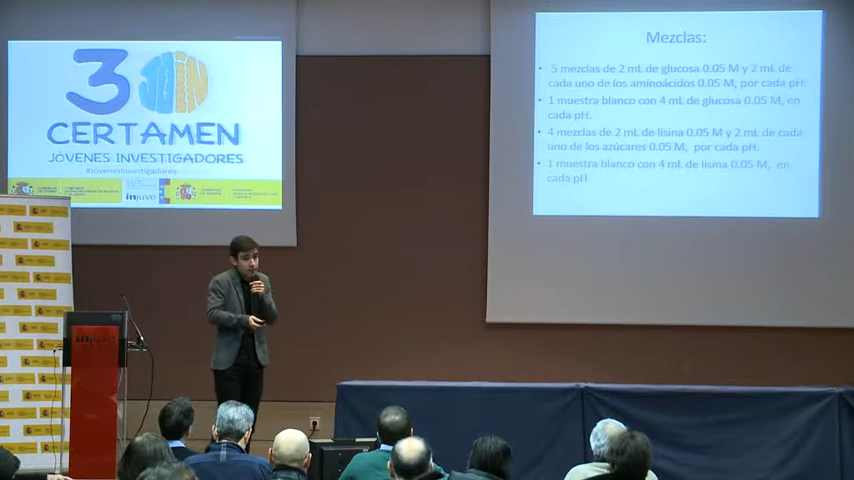 30
CERTAMEN
JÓVENES INVESTIGADORES
#JóvenesInvestigadores
injuve
injuve
Mezclas:
• 5 mezclas de 2 mL de glucosa 0.05 M y 2 mL de
cada uno de los aminoácidos 0.05 M, por cada pH.
• 1 muestra blanco con 4 mL de glucosa 0.05 M, en
cada pH.
• 4 mezclas de 2 mL de lisina 0.05 M y 2 mL de cada
uno de los azúcares 0.05 M, por cada pH.
• 1 muestra blanco con 4 mL de lisina 0.05 M, en
cada pH